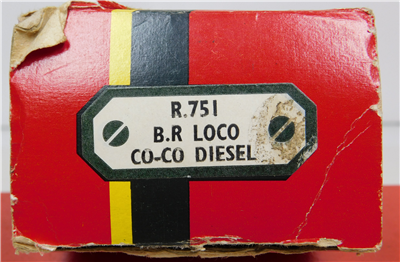 R.751
B.R LOCO
CO-CO DIESEL